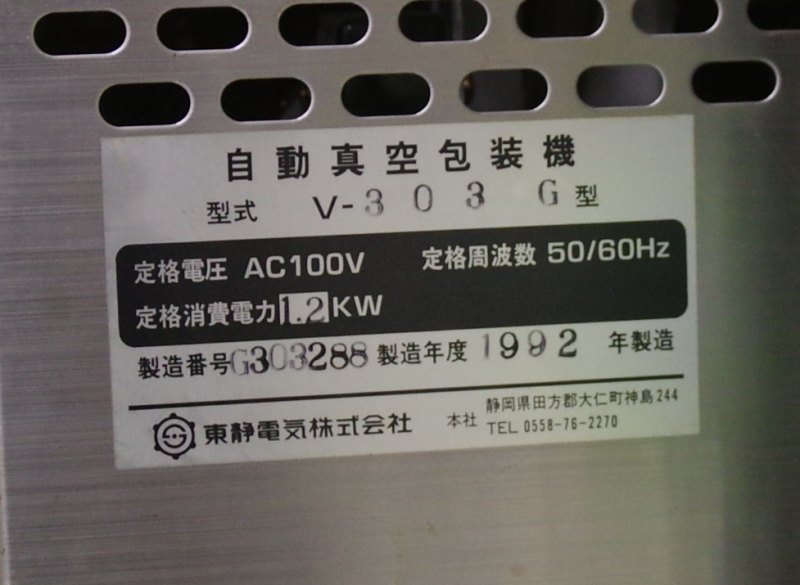 自動真空包装機
型式 V-303 G型
定格電圧 AC100V 定格周波数 50/60Hz
定格消費電力 1.2KW
製造番号 G303288 製造年度 1992 年製造
東静電気株式会社 本社 静岡県田方郡大仁町神島244
TEL 0558-76-2270